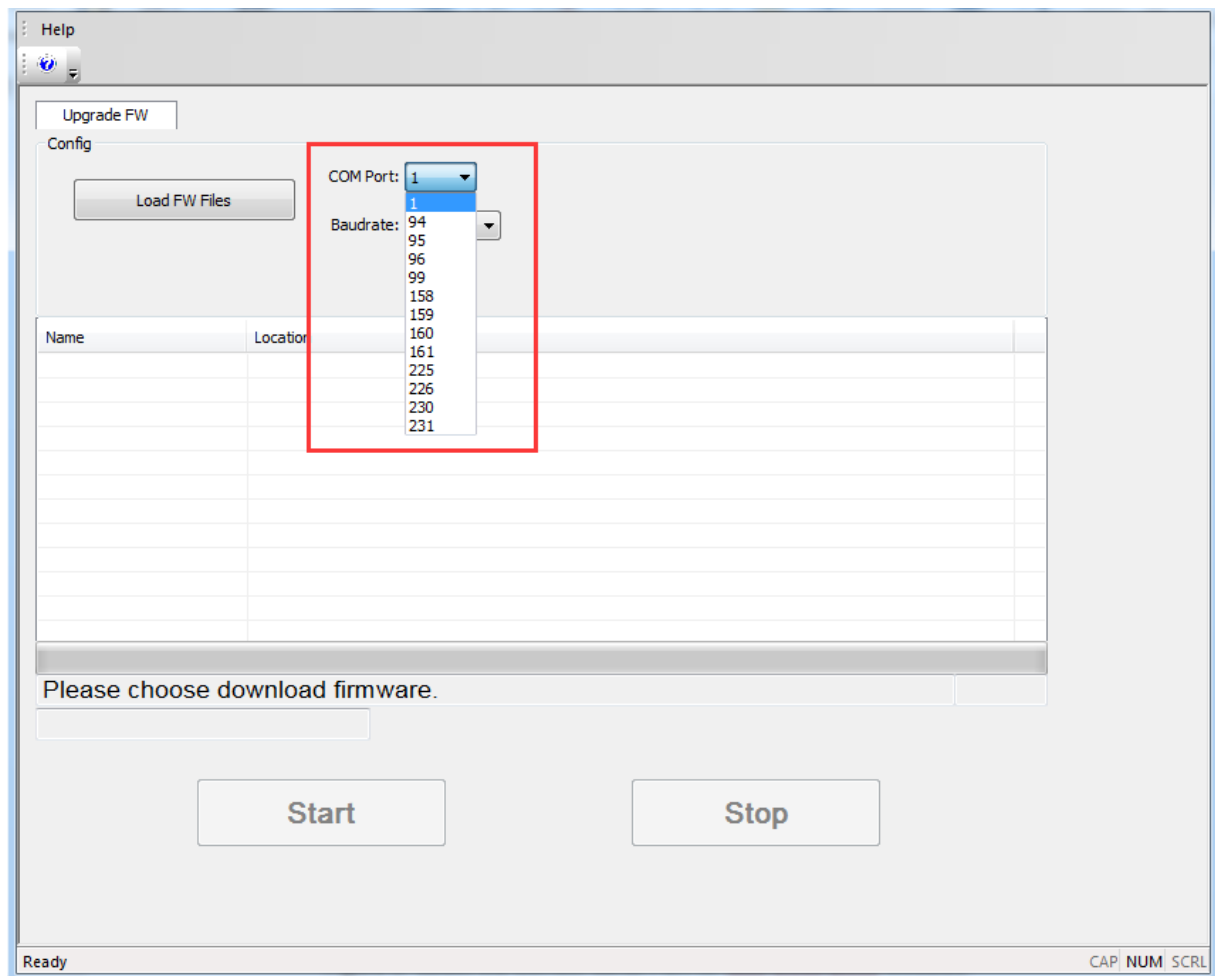 Help
Upgrade FW
Config
Load FW Files
COM Port: 1
1
Baudrate:
94
95
96
99
158
159
160
161
225
226
230
231
Name Location
Please choose download firmware.
Start Stop
Ready CAP NUM SCRL